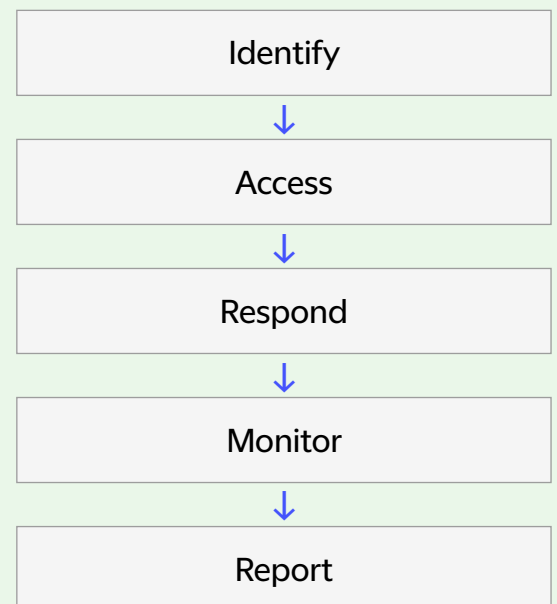 Identify
Access
Respond
Monitor
Report